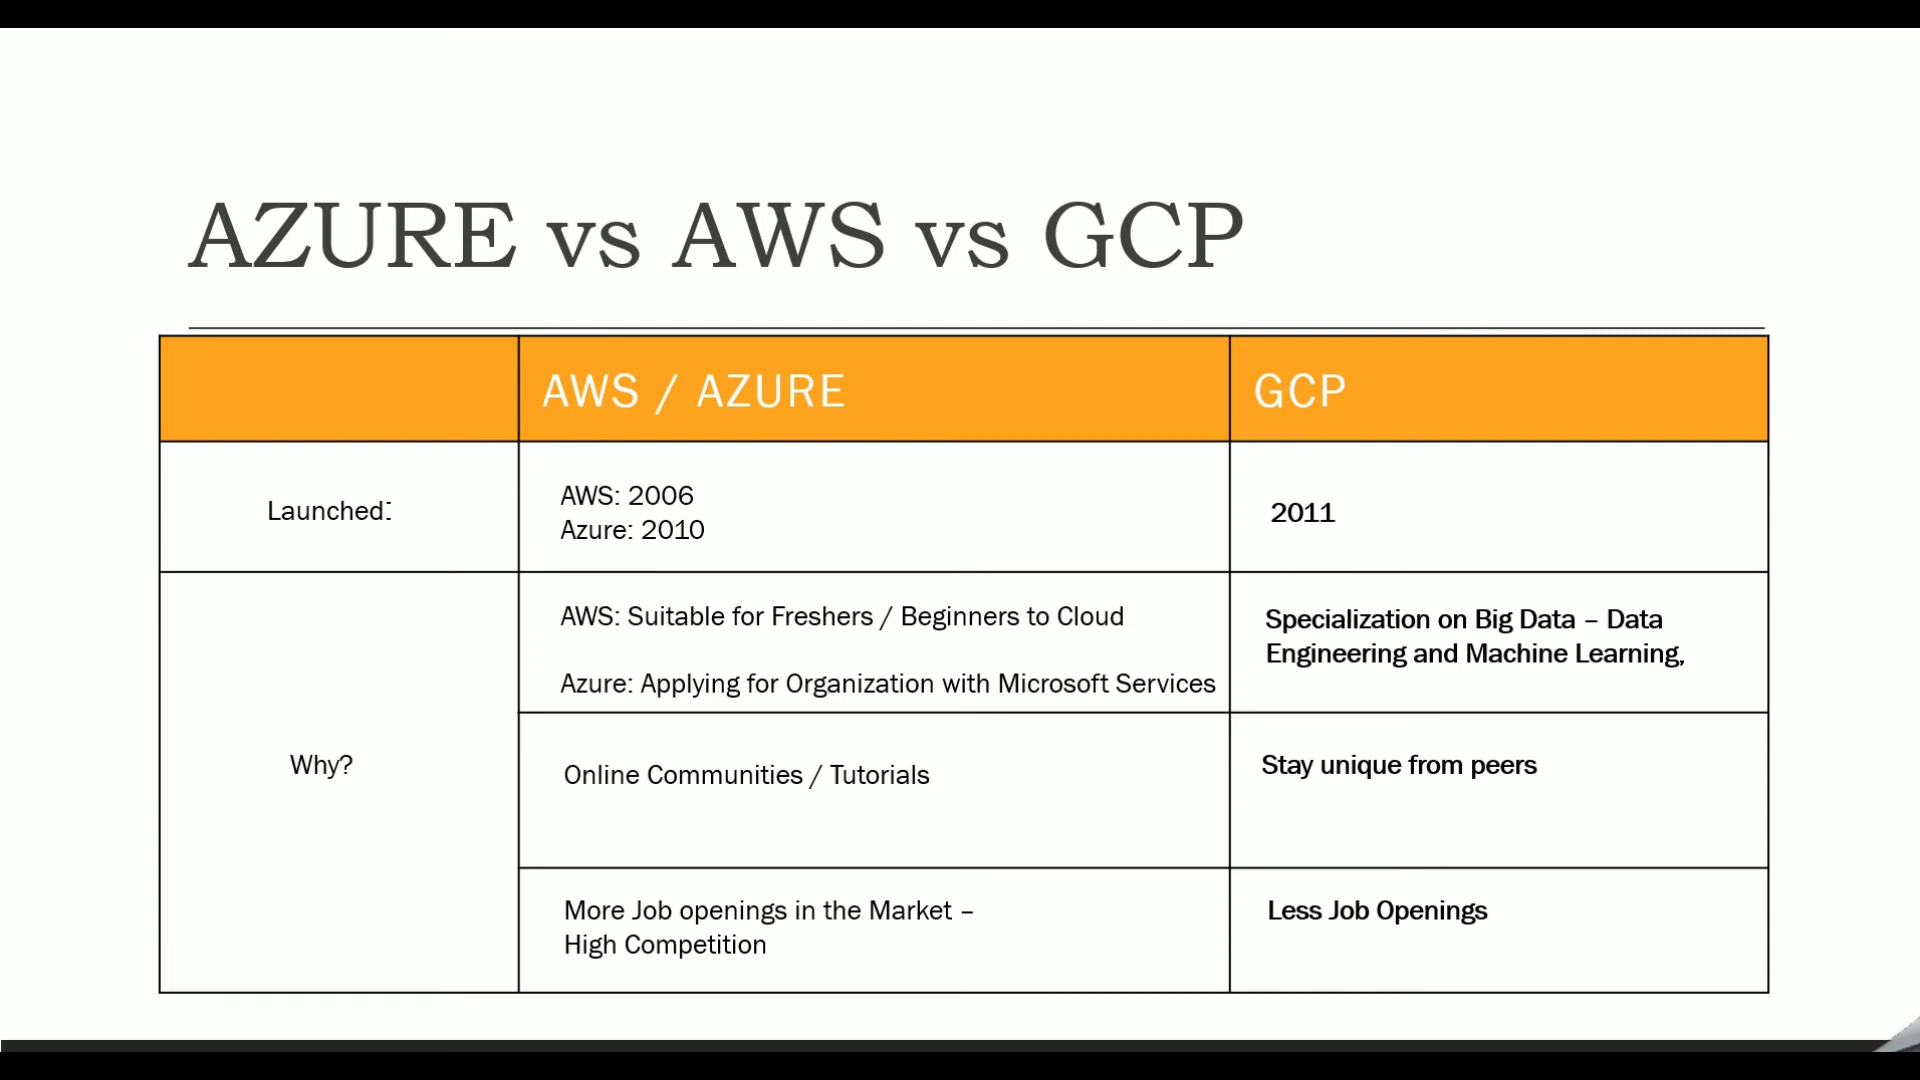 AZURE vs AWS vs GCP
AWS / AZURE
GCP
Launched:
AWS: 2006
Azure: 2010
2011
Why?
AWS: Suitable for Freshers / Beginners to Cloud
Azure: Applying for Organization with Microsoft Services
Specialization on Big Data – Data
Engineering and Machine Learning,
Online Communities / Tutorials
Stay unique from peers
More Job openings in the Market –
High Competition
Less Job Openings